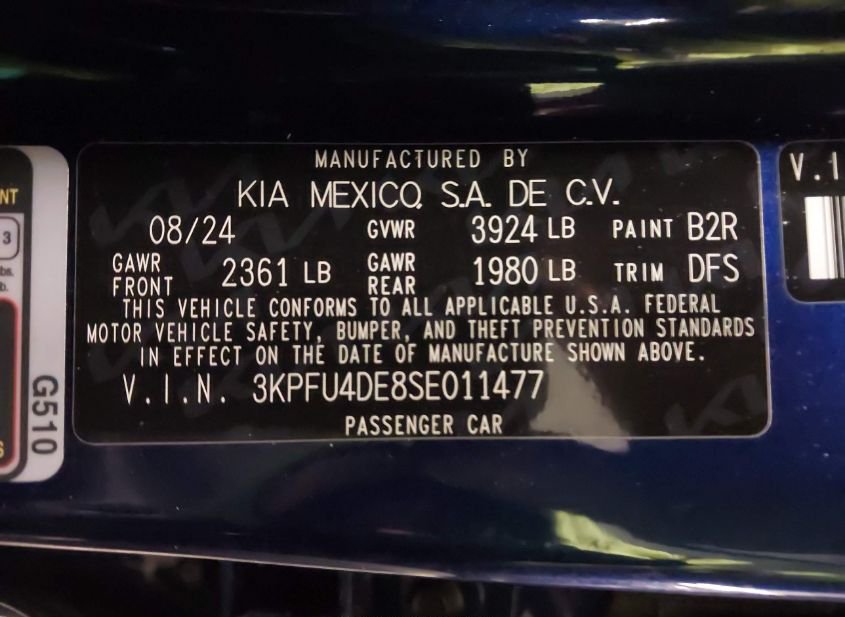 MANUFACTURED BY
KIA MEXICO, S.A. DE C.V.
08/24 GVWR 3924 LB PAINT B2R
GAWR FRONT 2361 LB GAWR REAR 1980 LB TRIM DFS
THIS VEHICLE CONFORMS TO ALL APPLICABLE U.S.A. FEDERAL
MOTOR VEHICLE SAFETY, BUMPER, AND THEFT PREVENTION STANDARDS
IN EFFECT ON THE DATE OF MANUFACTURE SHOWN ABOVE.
V.I.N. 3KPFU4DE8SE011477
PASSENGER CAR
NT
3
G510
V.I